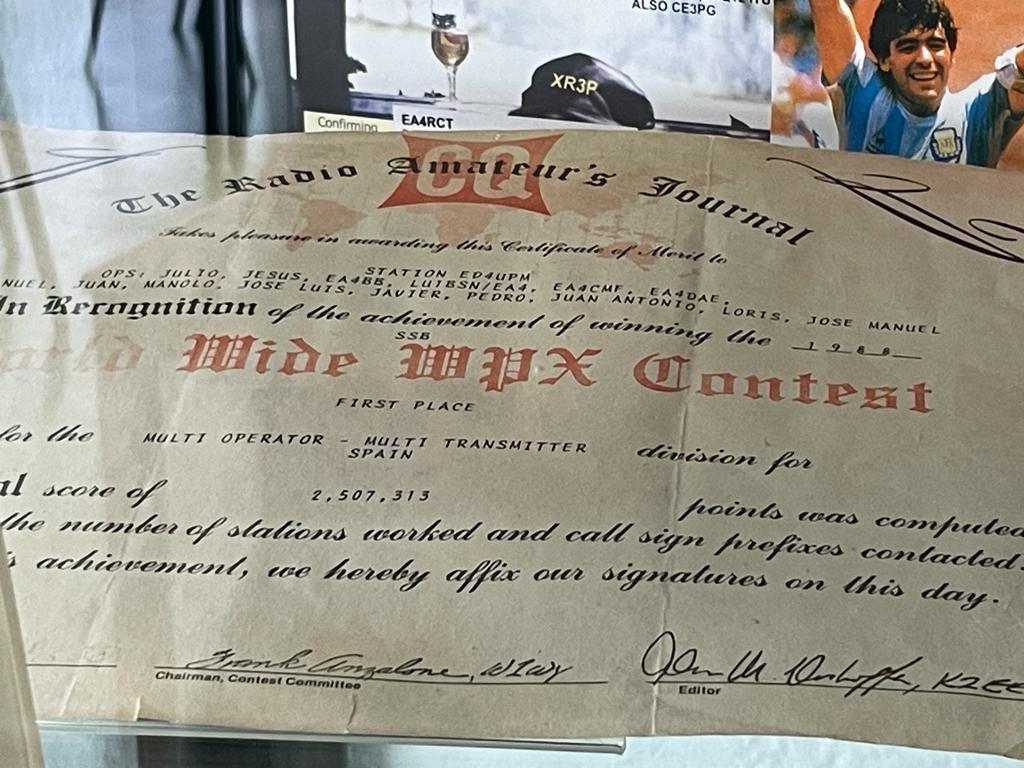 ALSO CE3PG
XR3P
Confirming
EA4RCT
CQ
The Radio Amateur's Journal
Takes pleasure in awarding this Certificate of Merit to
STATION ED4UPM
OPS: JULIO, JESUS, EA4BB, LU1BSN/EA4, EA4CMF, EA4DAE,
NUEL, JUAN, MANOLO, JOSE LUIS, JAVIER, PEDRO, JUAN ANTONIO, LORIS, JOSE MANUEL
In Recognition of the achievement of winning the 1988
SSB
World Wide WPX Contest
FIRST PLACE
for the MULTI OPERATOR - MULTI TRANSMITTER division for
SPAIN
al score of 2,507,313 points was computed
the number of stations worked and call sign prefixes contacted.
s achievement, we hereby affix our signatures on this day.
Frank Anzalone, W1WY
Chairman, Contest Committee
K2EE
Editor